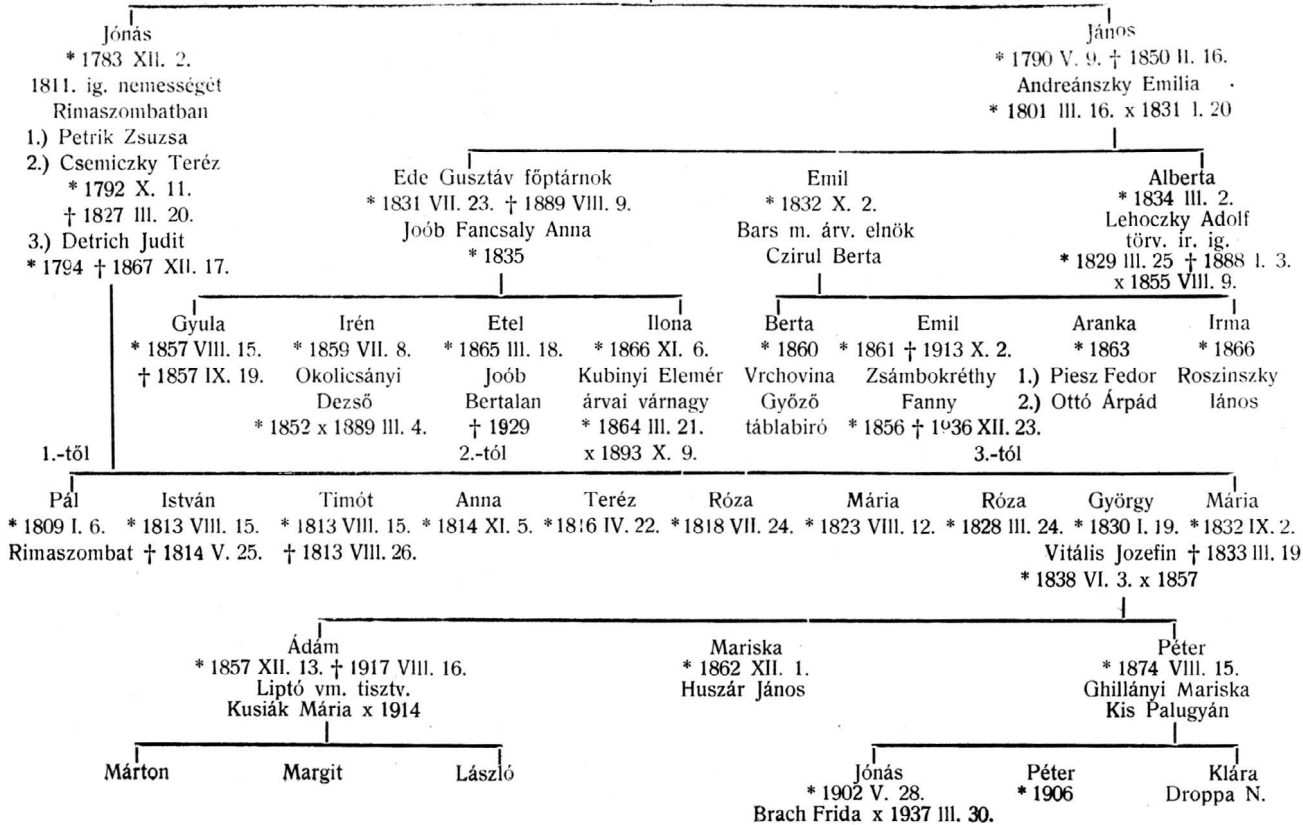 Jónás
* 1783 XII. 2.
1811. ig. nemességét
Rimaszombatban
1.) Petrik Zsuzsa
2.) Csemiczky Teréz
* 1792 X. 11.
† 1827 III. 20.
3.) Detrich Judit
* 1794 † 1867 XII. 17.
János
* 1790 V. 9. † 1850 II. 16.
Andreánszky Emilia
* 1801 III. 16. x 1831 I. 20
Ede Gusztáv főptárnok
* 1831 VII. 23. † 1889 VIII. 9.
Joób Fancsaly Anna
* 1835
Emil
* 1832 X. 2.
Bars m. árv. elnök
Czirul Berta
Alberta
* 1834 III. 2.
Lehoczky Adolf
törv. ir. ig.
* 1829 III. 25 † 1888 I. 3.
x 1855 VIII. 9.
Gyula
* 1857 VIII. 15.
† 1857 IX. 19.
Irén
* 1859 VII. 8.
Okolicsányi
Dezső
* 1852 x 1889 III. 4.
Etel
* 1865 III. 18.
Joób
Bertalan
† 1929
Ilona
* 1866 XI. 6.
Kubinyi Elemér
árvai várnagy
* 1864 III. 21.
x 1893 X. 9.
Berta
* 1860
Vrchovina
Győző
táblabiró
Emil
* 1861 † 1913 X. 2.
Zsámbokréthy
Fanny
* 1856 † 1936 XII. 23.
Aranka
* 1863
1.) Piesz Fedor
2.) Ottó Árpád
Irma
* 1866
Roszinszky
János
1.-től
2.-tól
3.-tól
Pál
* 1809 I. 6.
Rimaszombat
István
* 1813 VIII. 15.
† 1814 V. 25.
Timót
* 1813 VIII. 15.
† 1813 VIII. 26.
Anna
* 1814 XI. 5.
Teréz
* 1816 IV. 22.
Róza
* 1818 VII. 24.
Mária
* 1823 VIII. 12.
Róza
* 1828 III. 24.
György
* 1830 I. 19.
Vitális Jozefin
* 1838 VI. 3. x 1857
Mária
* 1832 IX. 2.
† 1833 III. 19
Ádám
* 1857 XII. 13. † 1917 VIII. 16.
Liptó vm. tisztv.
Kusiák Mária x 1914
Mariska
* 1862 XII. 1.
Huszár János
Péter
* 1874 VIII. 15.
Ghillányi Mariska
Kis Palugyán
Márton
Margit
László
Jónás
* 1902 V. 28.
Brach Frida x 1937 III. 30.
Péter
* 1906
Klára
Droppa N.